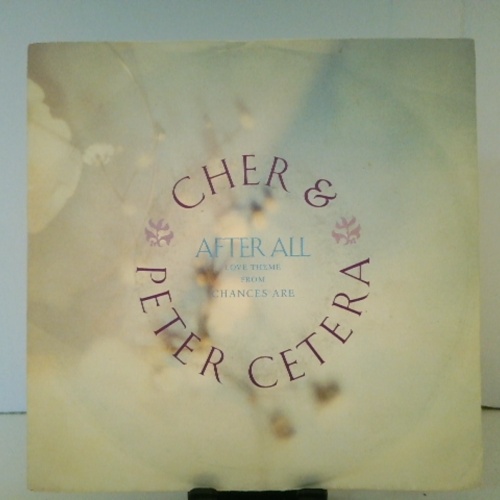 CHER &
AFTER ALL
LOVE THEME
FROM
CHANCES ARE
PETER CETERA